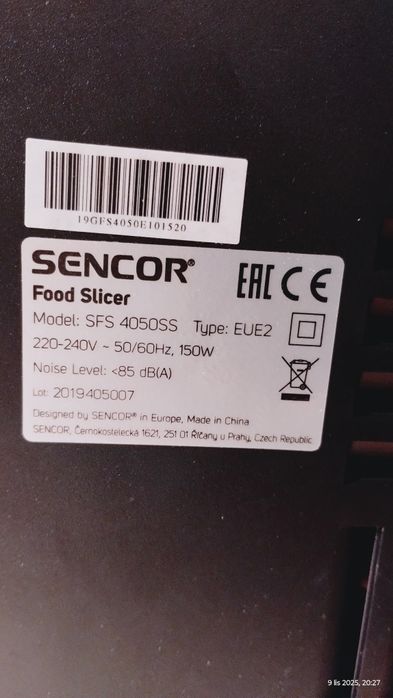 19GFS4050E101520
SENCOR® EAC CE
Food Slicer
Model: SFS 4050SS Type: EUE2
220-240V ~ 50/60Hz, 150W
Noise Level: <85 dB(A)
Lot: 2019405007
Designed by SENCOR® in Europe, Made in China
SENCOR, Černokostelecká 1621, 251 01 Říčany u Prahy, Czech Republic
9 lis 2025, 20:27